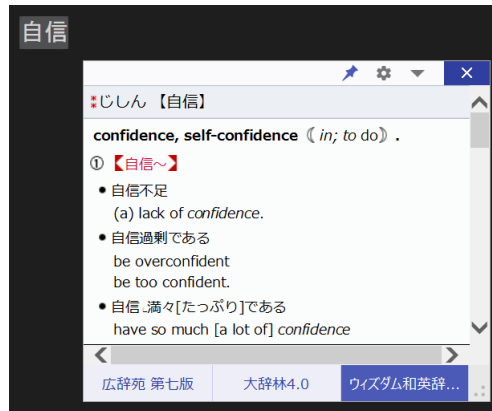 自信
⁑じしん【自信】
confidence, self-confidence⦅in; to do⦆.
① 【自信～】
● 自信不足
(a) lack of confidence.
● 自信過剰である
be overconfident
be too confident.
● 自信⌞満々[たっぷり]である
have so much [a lot of] confidence
広辞苑 第七版 大辞林4.0 ウィズダム和英辞...